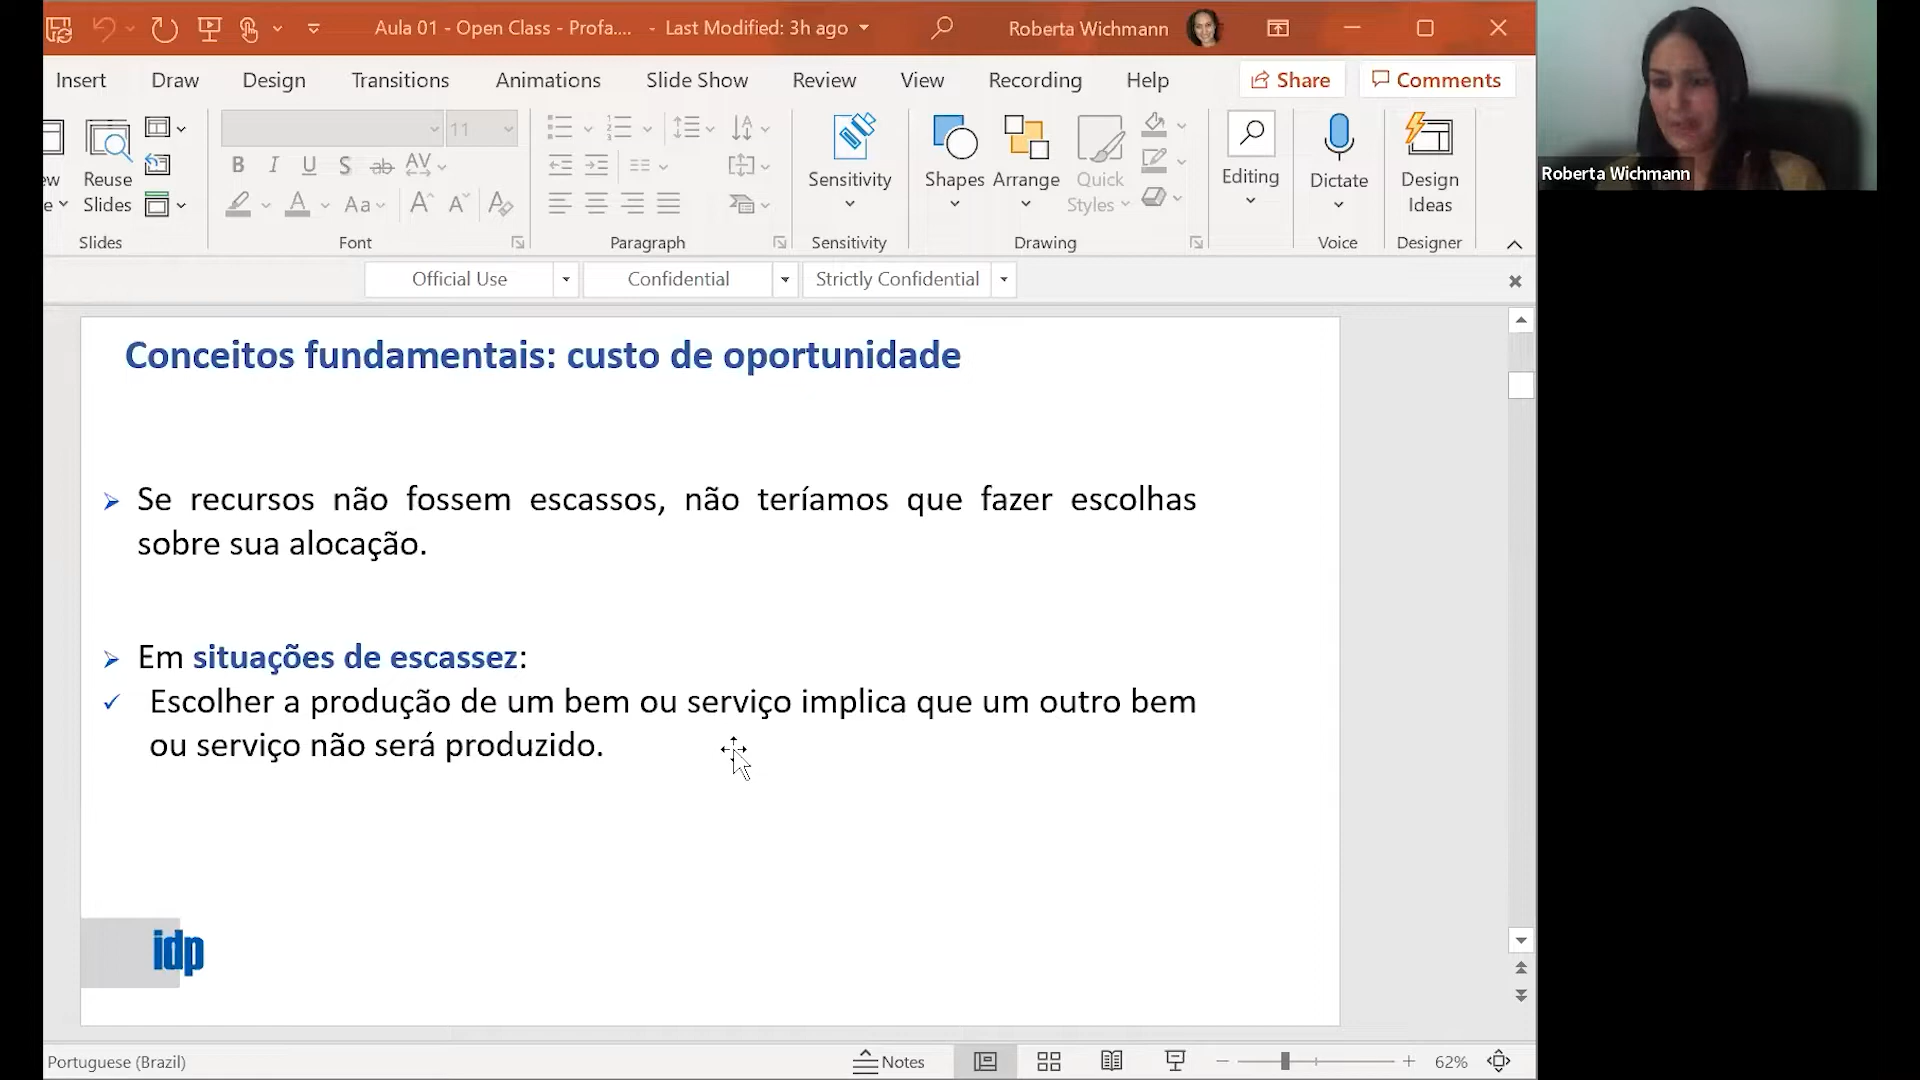 Aula 01 - Open Class - Profa.... - Last Modified: 3h ago
Roberta Wichmann
Insert Draw Design Transitions Animations Slide Show Review View Recording Help Share Comments
11
Reuse Slides
B I U S ab AV
A Aa A A A
Sensitivity
Shapes Arrange Quick Styles
Editing
Dictate
Design Ideas
Slides Font Paragraph Sensitivity Drawing Voice Designer
Official Use Confidential Strictly Confidential
Roberta Wichmann
Conceitos fundamentais: custo de oportunidade
Se recursos não fossem escassos, não teríamos que fazer escolhas
sobre sua alocação.
Em situações de escassez:
Escolher a produção de um bem ou serviço implica que um outro bem
ou serviço não será produzido.
idp
Portuguese (Brazil) Notes 62%